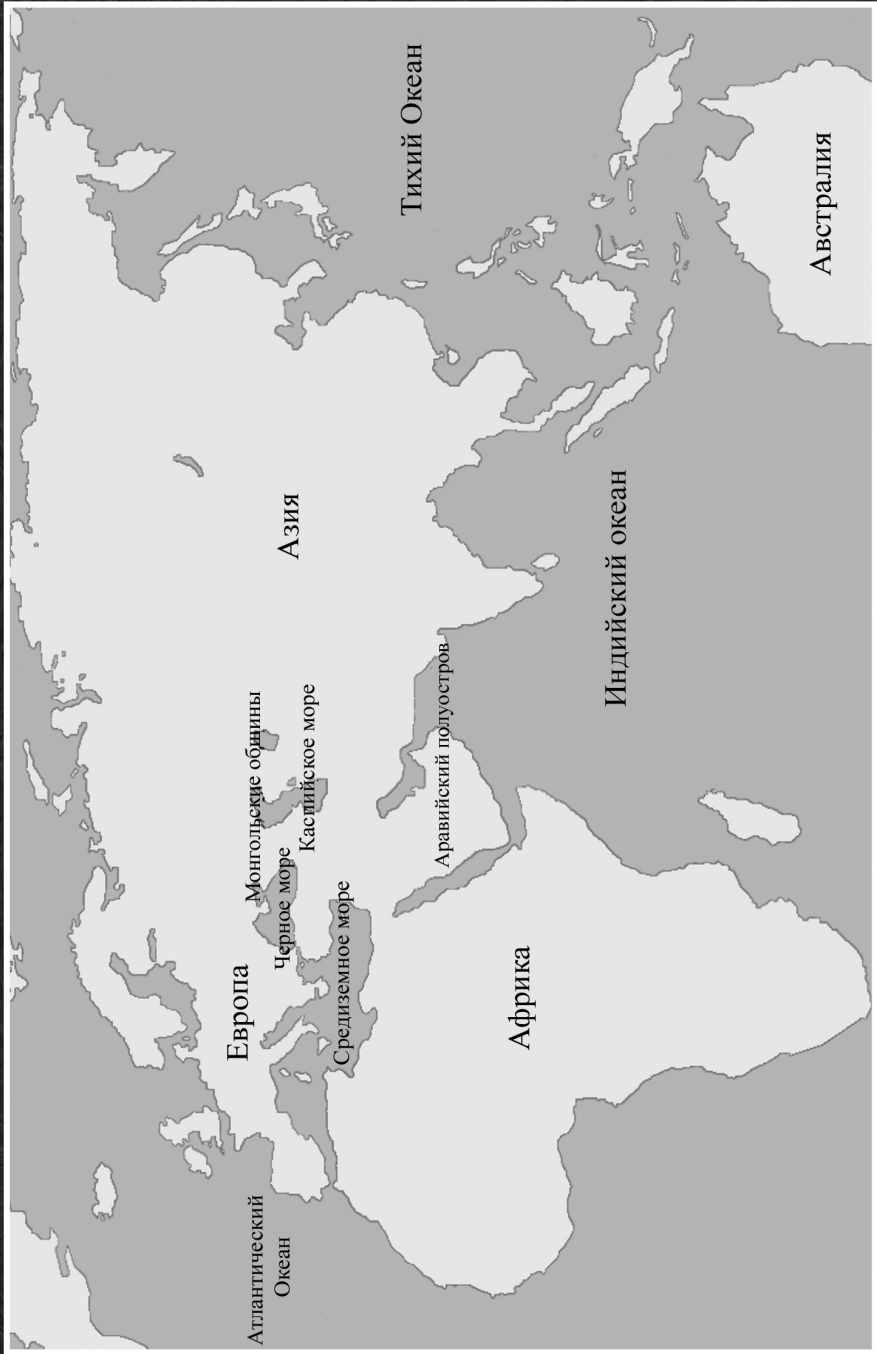 Тихий Океан
Австралия
Азия
Индийский океан
Монгольские общины
Каспийское море
Аравийский полуостров
Черное море
Европа
Средиземное море
Африка
Атлантический
Океан